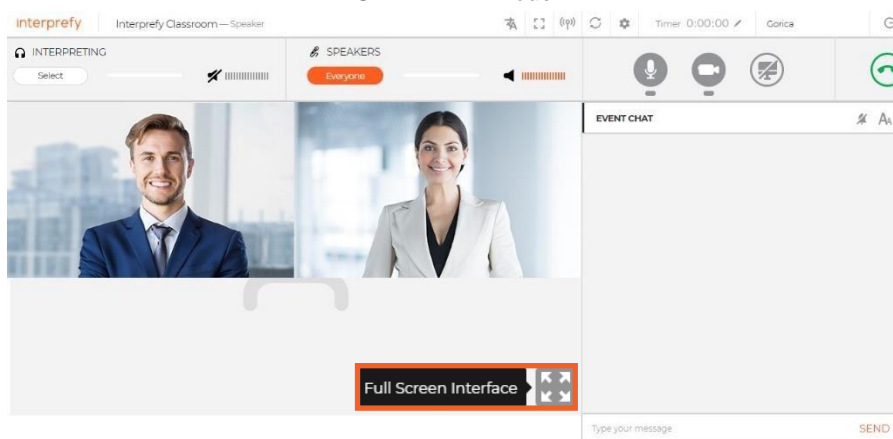 interprefy
Interprefy Classroom — Speaker
Timer 0:00:00
Gorica
INTERPRETING
Select
SPEAKERS
Everyone
EVENT CHAT
Full Screen Interface
Type your message
SEND